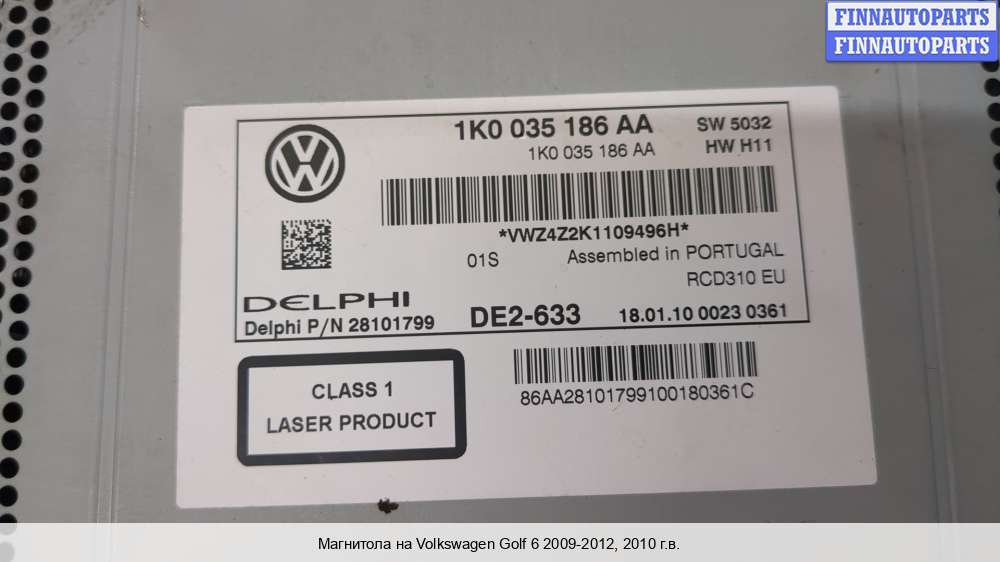 FINNAUTOPARTS
FINNAUTOPARTS
1K0 035 186 AA SW 5032
1K0 035 186 AA HW H11
*VWZ4Z2K1109496H*
01S Assembled in PORTUGAL
RCD310 EU
DELPHI
Delphi P/N 28101799 DE2-633 18.01.10 00023 0361
CLASS 1
LASER PRODUCT
86AA28101799100180361C
Магнитола на Volkswagen Golf 6 2009-2012, 2010 г.в.